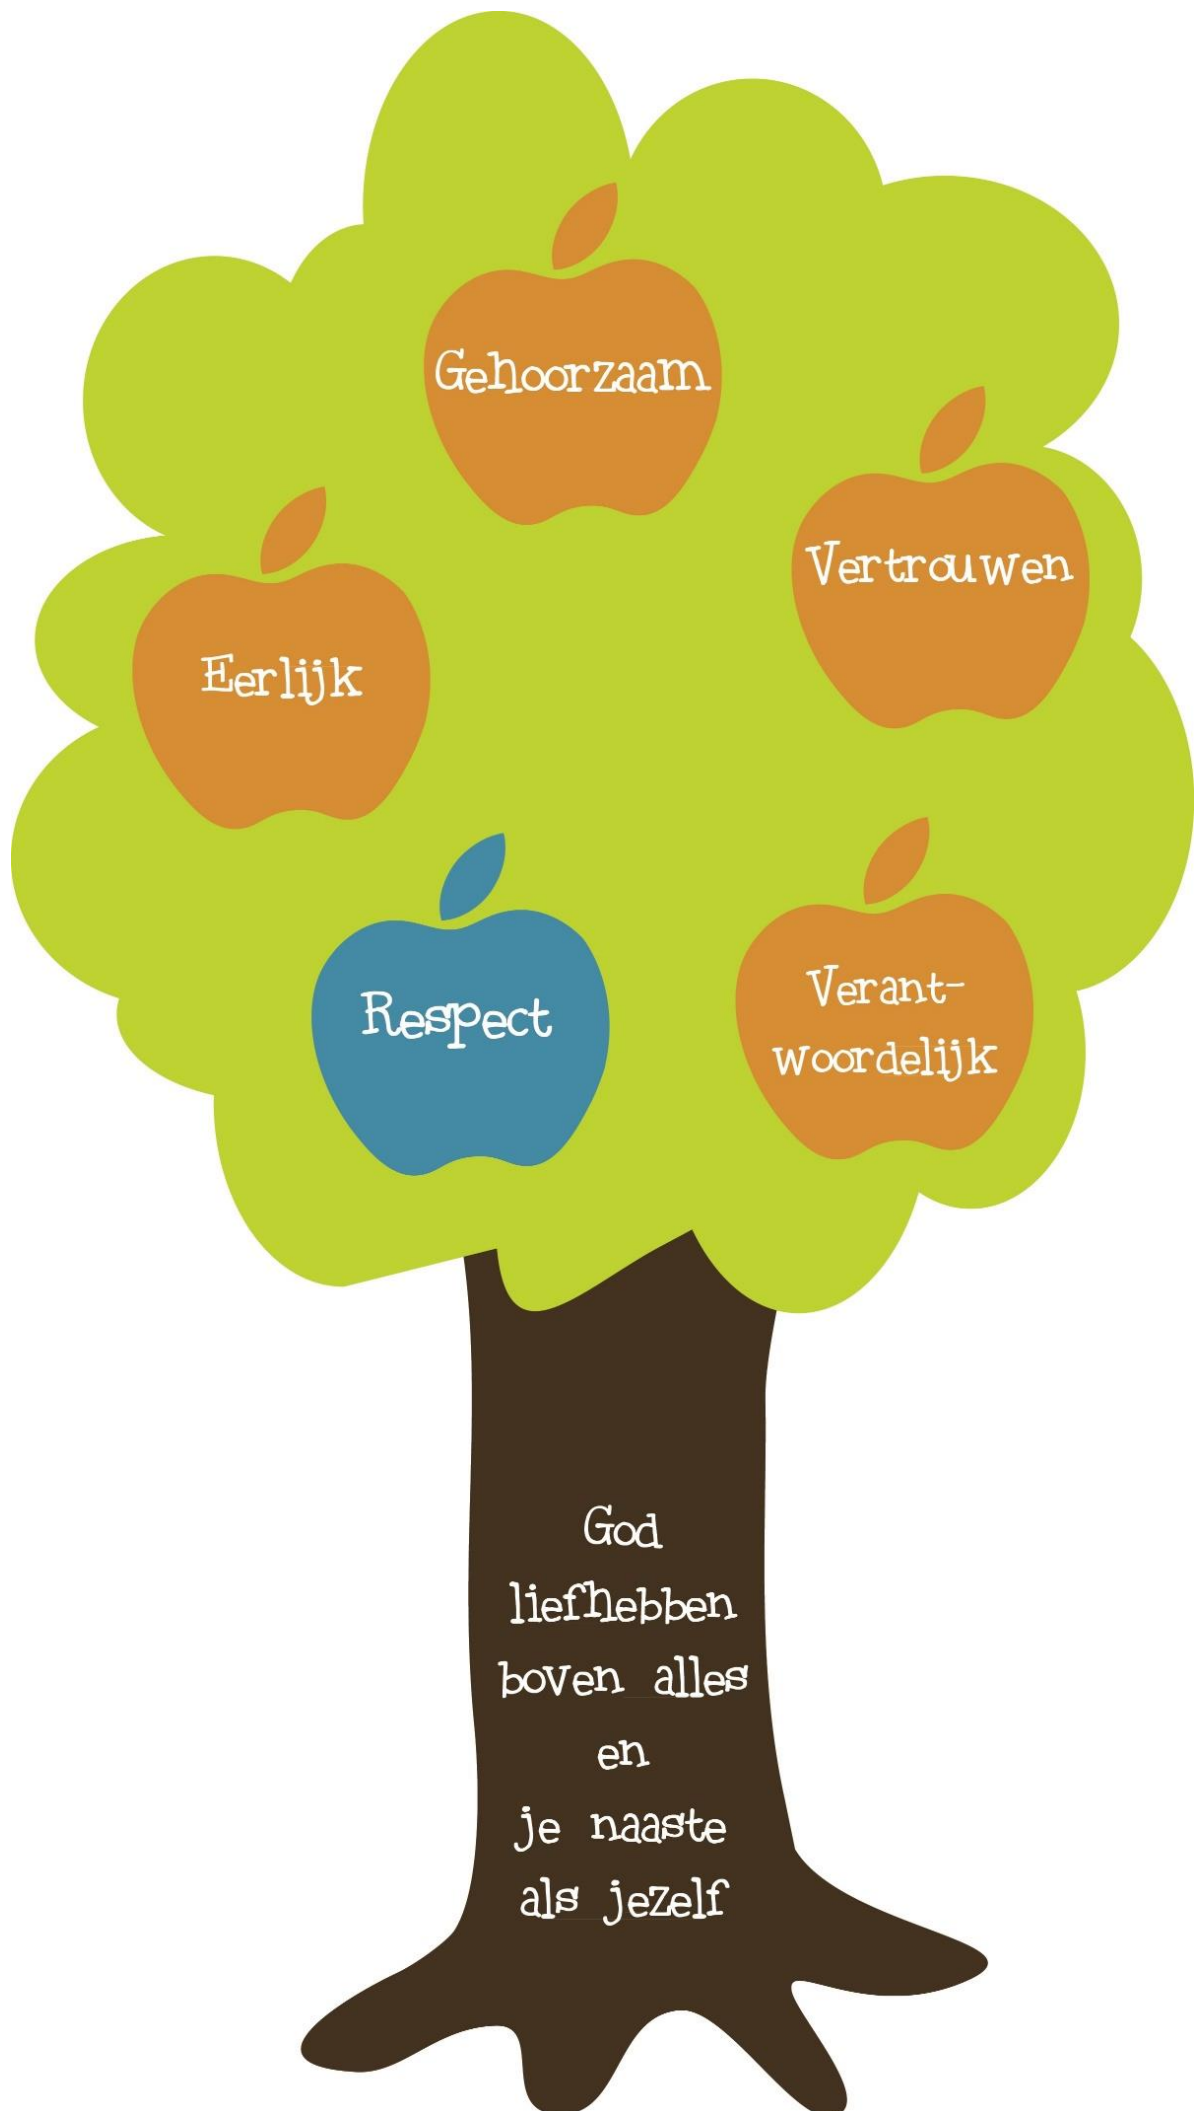 Gehoorzaam
Vertrouwen
Eerlijk
Respect
Verant-
woordelijk
God
liefhebben
boven alles
en
je naaste
als jezelf